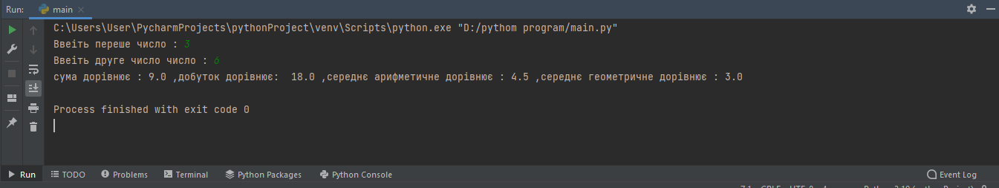 Run: main
C:\Users\User\PycharmProjects\pythonProject\venv\Scripts\python.exe "D:/pythom program/main.py"
Ввеіть переше число : 3
Ввеіть друге число число : 6
сума дорівнює : 9.0 ,добуток дорівнює:  18.0 ,середнє арифметичне дорівнює : 4.5 ,середнє геометричне дорівнює : 3.0
Process finished with exit code 0
Run TODO Problems Terminal Python Packages Python Console Event Log